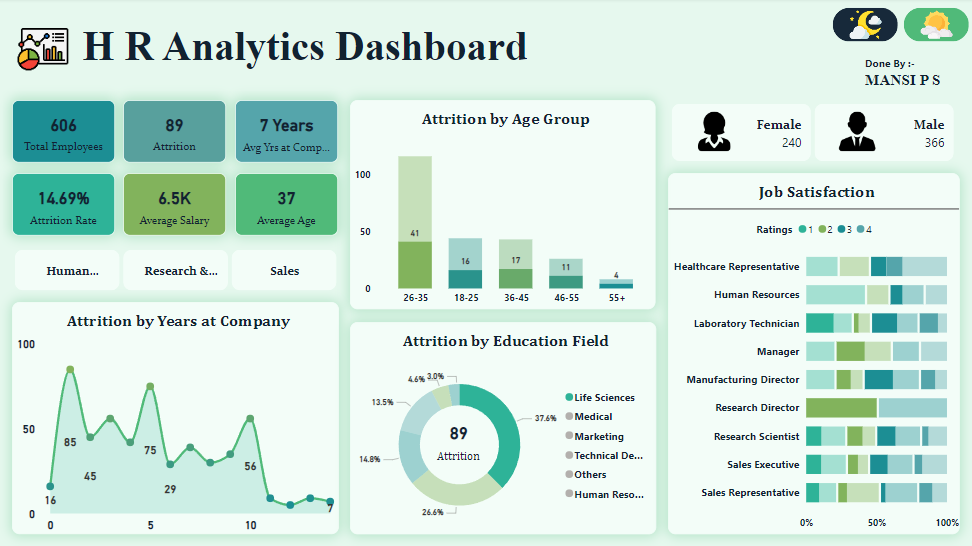 H R Analytics Dashboard
Done By :-
MANSI P S
606
Total Employees
89
Attrition
7 Years
Avg Yrs at Comp...
14.69%
Attrition Rate
6.5K
Average Salary
37
Average Age
Human...
Research &...
Sales
Attrition by Years at Company
100
50
0
16
85
45
75
29
56
7
0
5
10
Attrition by Age Group
100
50
0
41
16
17
11
4
26-35
18-25
36-45
46-55
55+
Attrition by Education Field
37.6%
26.6%
14.8%
13.5%
4.6%
3.0%
89
Attrition
Life Sciences
Medical
Marketing
Technical De...
Others
Human Reso...
Female
240
Male
366
Job Satisfaction
Ratings 1 2 3 4
Healthcare Representative
Human Resources
Laboratory Technician
Manager
Manufacturing Director
Research Director
Research Scientist
Sales Executive
Sales Representative
0%
50%
100%